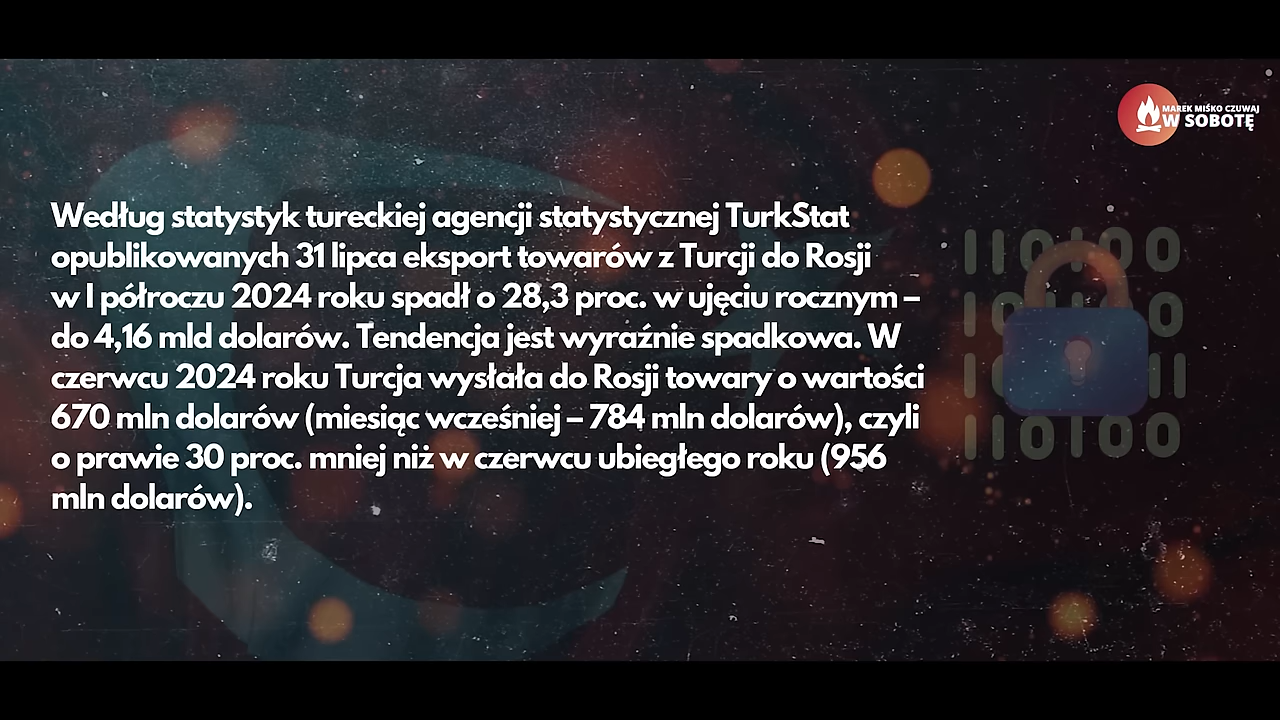 MAREK MIŚKO CZUWAJ
W SOBOTĘ
Według statystyk tureckiej agencji statystycznej TurkStat
opublikowanych 31 lipca eksport towarów z Turcji do Rosji
w I półroczu 2024 roku spadł o 28,3 proc. w ujęciu rocznym –
do 4,16 mld dolarów. Tendencja jest wyraźnie spadkowa. W
czerwcu 2024 roku Turcja wysłała do Rosji towary o wartości
670 mln dolarów (miesiąc wcześniej – 784 mln dolarów), czyli
o prawie 30 proc. mniej niż w czerwcu ubiegłego roku (956
mln dolarów).